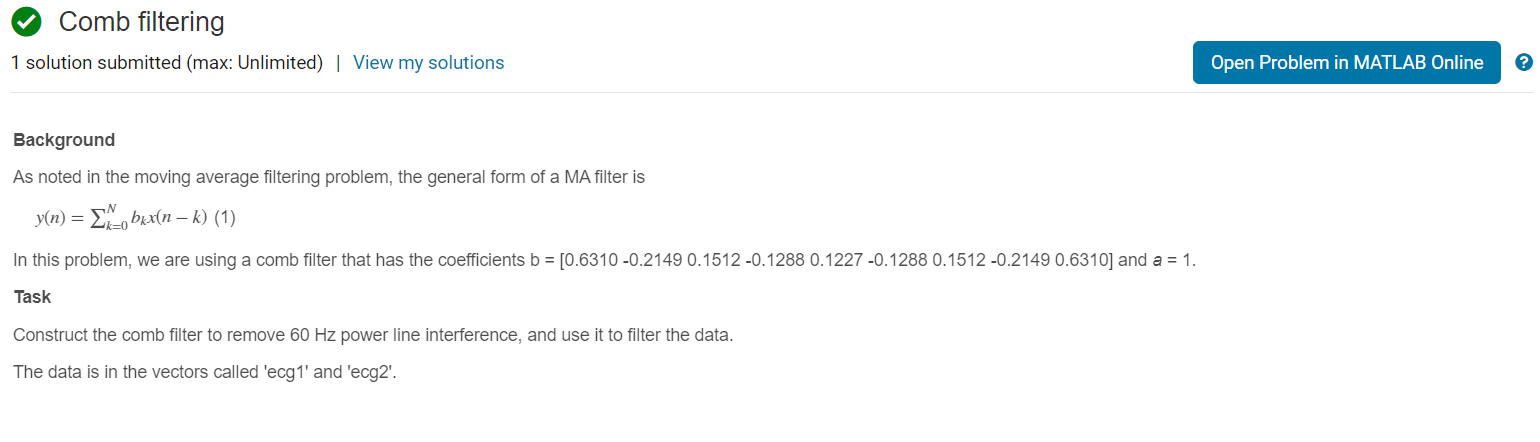 Comb filtering
1 solution submitted (max: Unlimited) | View my solutions
Open Problem in MATLAB Online
?
Background
As noted in the moving average filtering problem, the general form of a MA filter is
y(n) = ∑_{k=0}^{N} b_k x(n − k) (1)
In this problem, we are using a comb filter that has the coefficients b = [0.6310 -0.2149 0.1512 -0.1288 0.1227 -0.1288 0.1512 -0.2149 0.6310] and a = 1.
Task
Construct the comb filter to remove 60 Hz power line interference, and use it to filter the data.
The data is in the vectors called 'ecg1' and 'ecg2'.